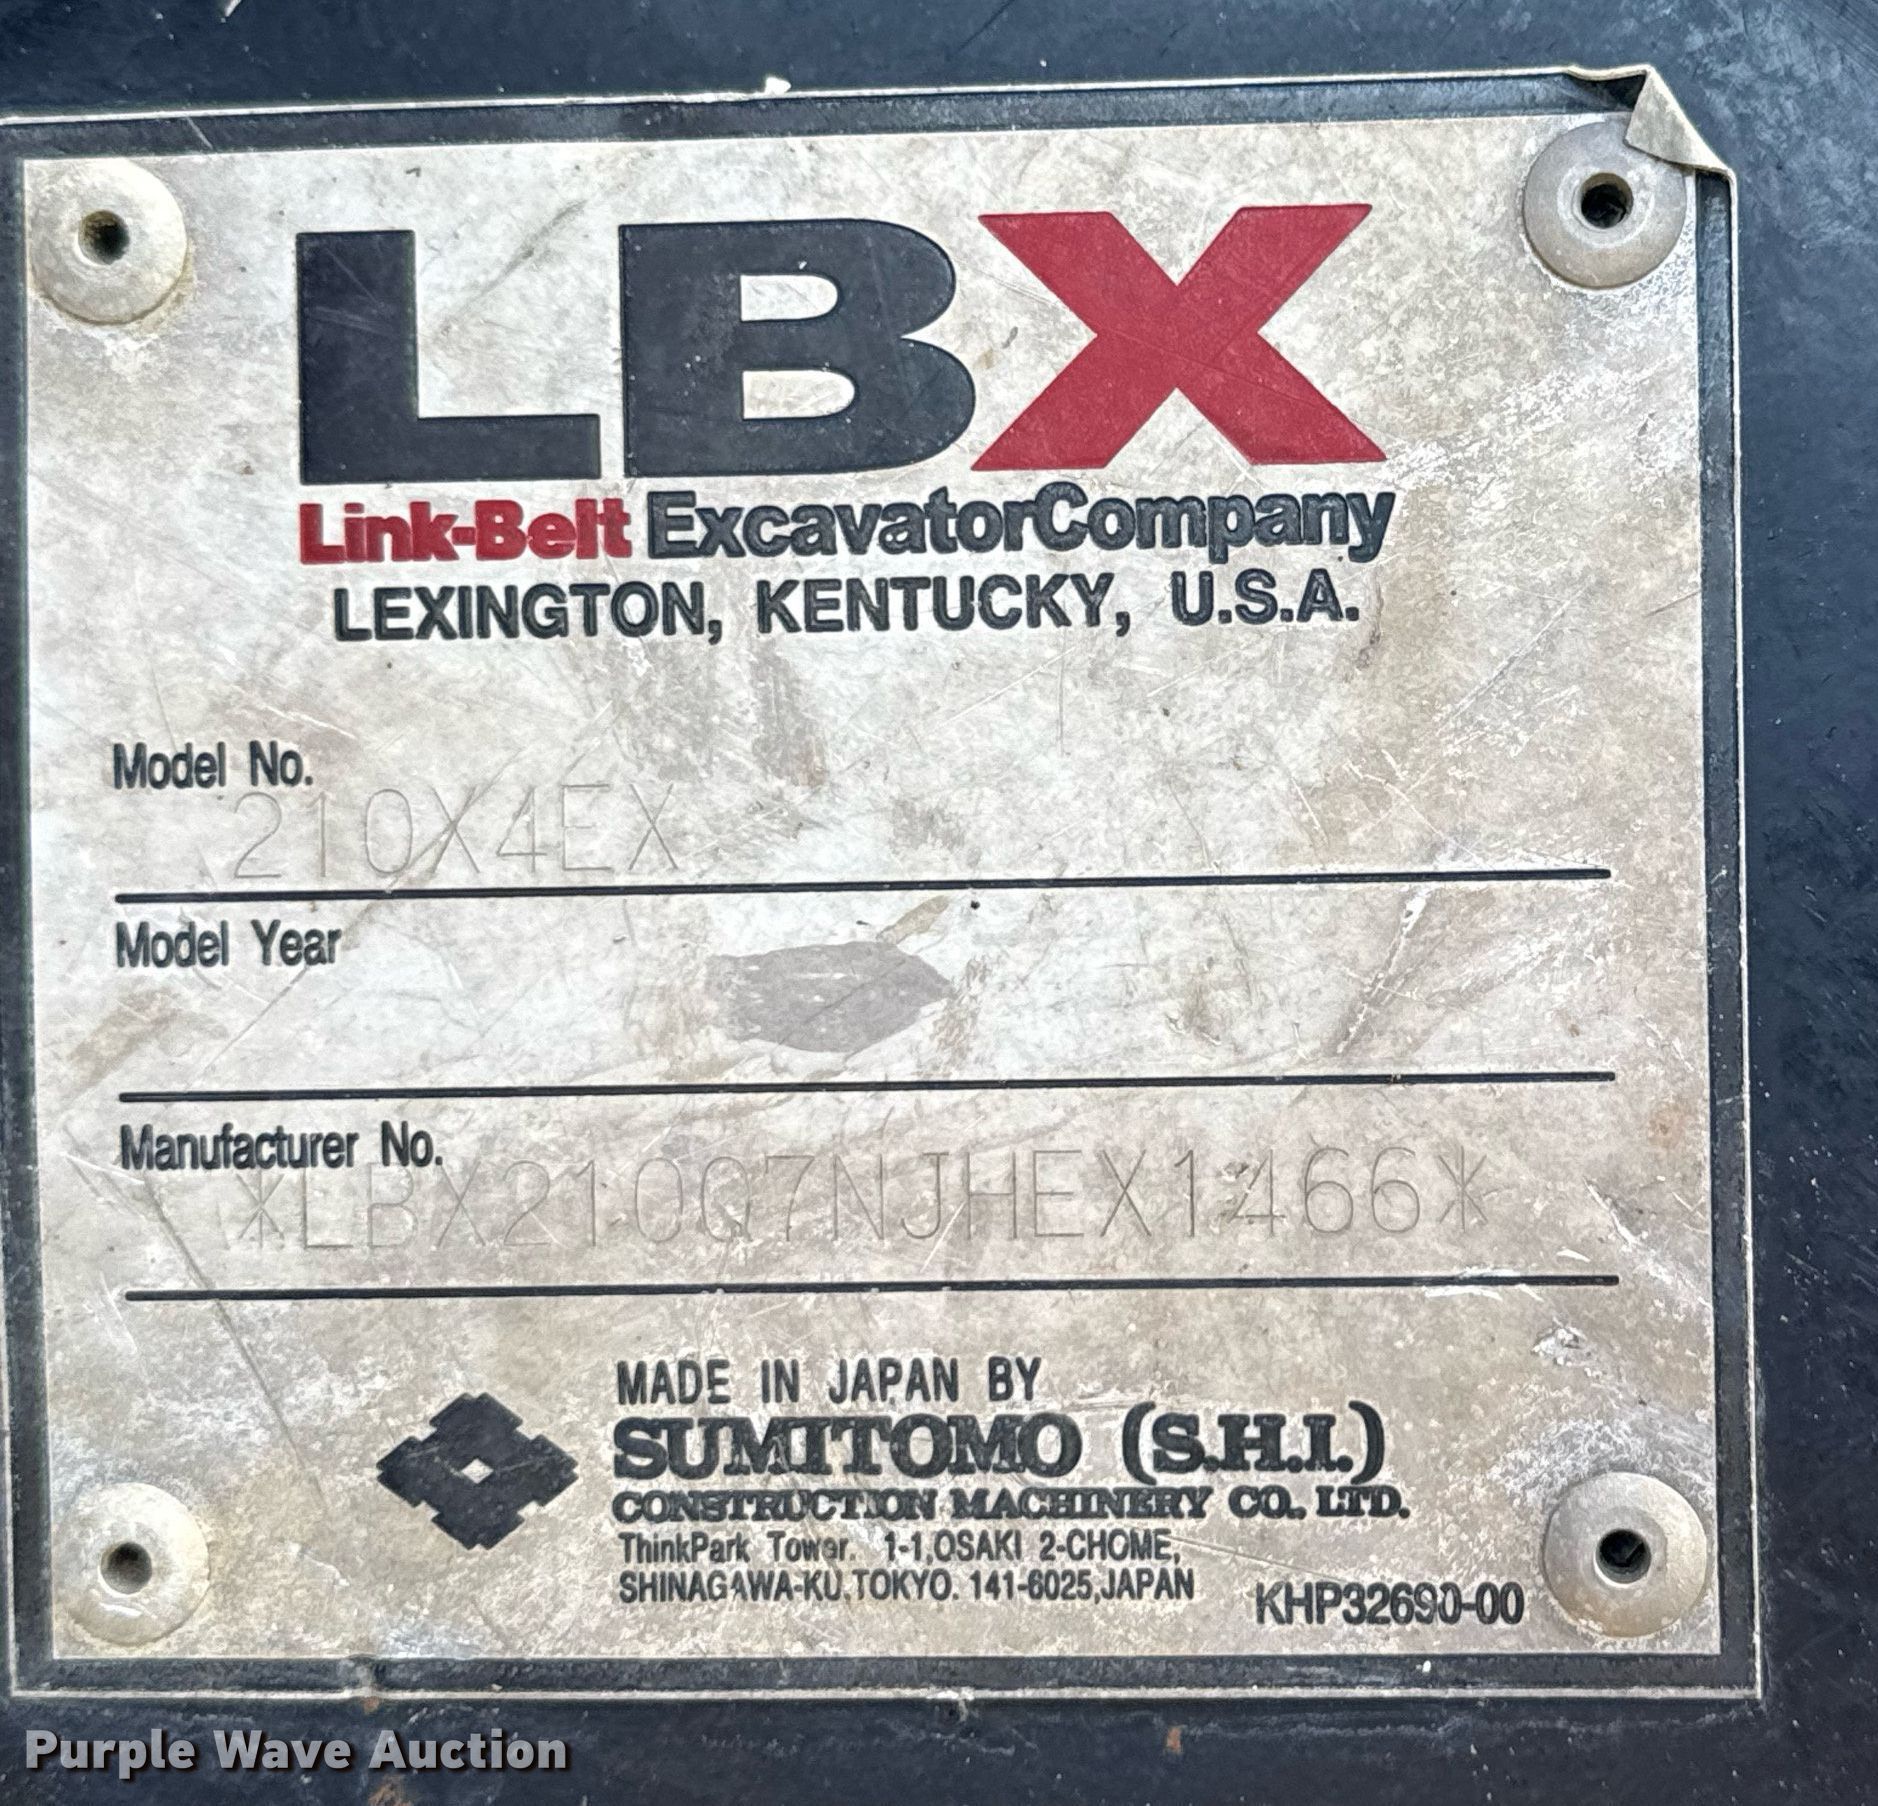 LBX
Link-Belt ExcavatorCompany
LEXINGTON, KENTUCKY, U.S.A.
Model No.
210X4EX
Model Year
Manufacturer No.
*LBX210Q7NJHEX1466*
MADE IN JAPAN BY
SUMITOMO (S.H.I.)
CONSTRUCTION MACHINERY CO., LTD.
ThinkPark Tower. 1-1,OSAKI 2-CHOME,
SHINAGAWA-KU,TOKYO. 141-6025,JAPAN
KHP32690-00
Purple Wave Auction